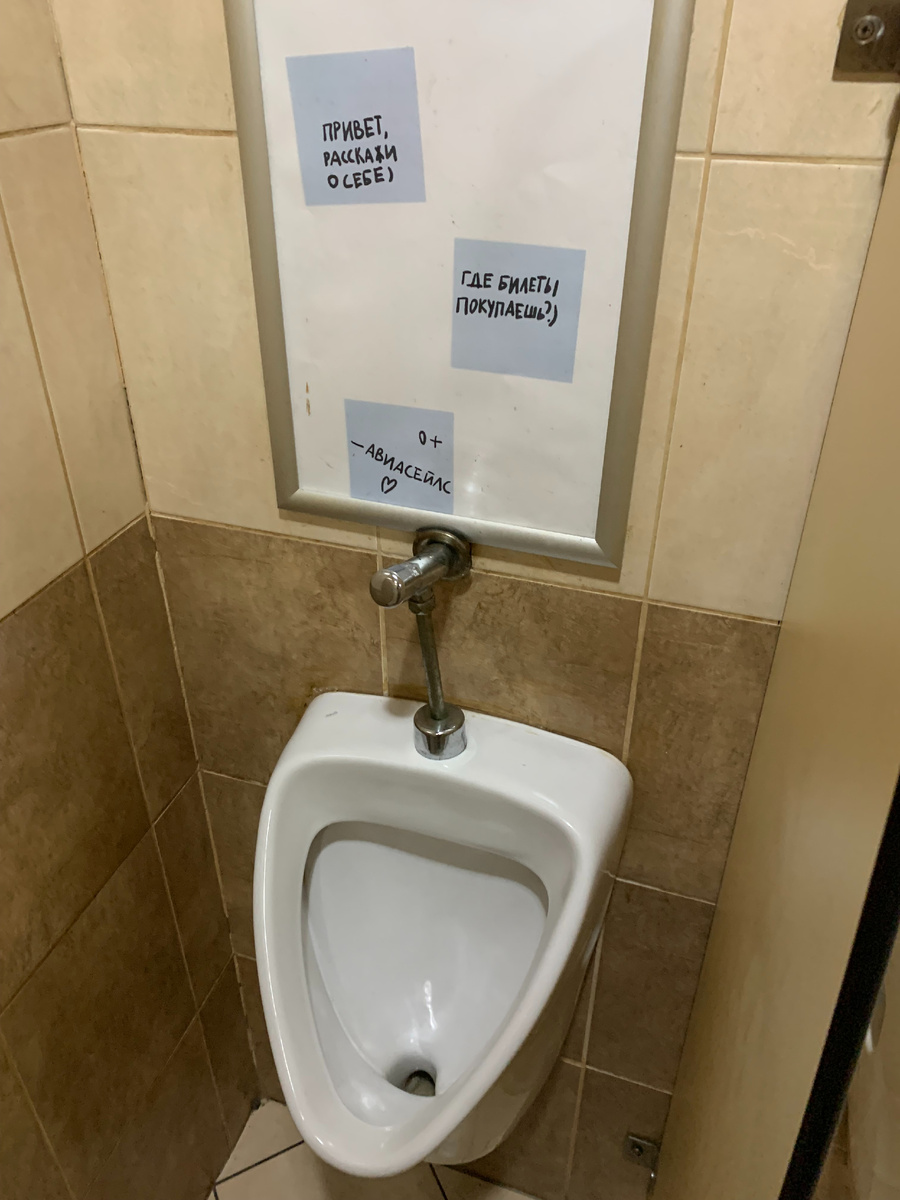 ПРИВЕТ,
РАССКАЖИ
О СЕБЕ)
ГДЕ БИЛЕТЫ
ПОКУПАЕШЬ?)
0+
—АВИАСЕЙЛС
♡